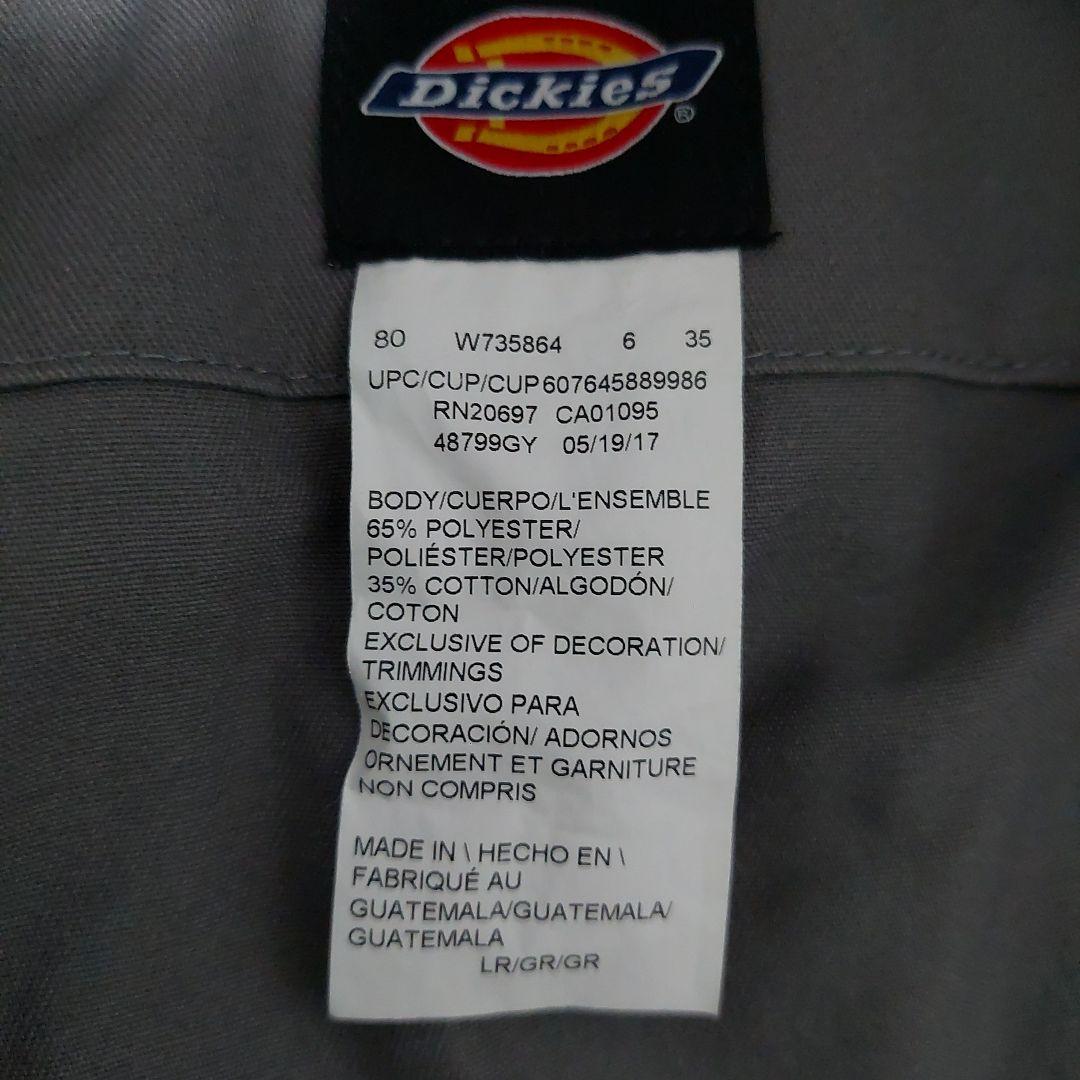 Dickies®
80 W735864 6 35
UPC/CUP/CUP607645889986
RN20697 CA01095
48799GY 05/19/17
BODY/CUERPO/L'ENSEMBLE
65% POLYESTER/
POLIÉSTER/POLYESTER
35% COTTON/ALGODÓN/
COTON
EXCLUSIVE OF DECORATION/
TRIMMINGS
EXCLUSIVO PARA
DECORACIÓN/ ADORNOS
ORNEMENT ET GARNITURE
NON COMPRIS
MADE IN \ HECHO EN \
FABRIQUÉ AU
GUATEMALA/GUATEMALA/
GUATEMALA
LR/GR/GR